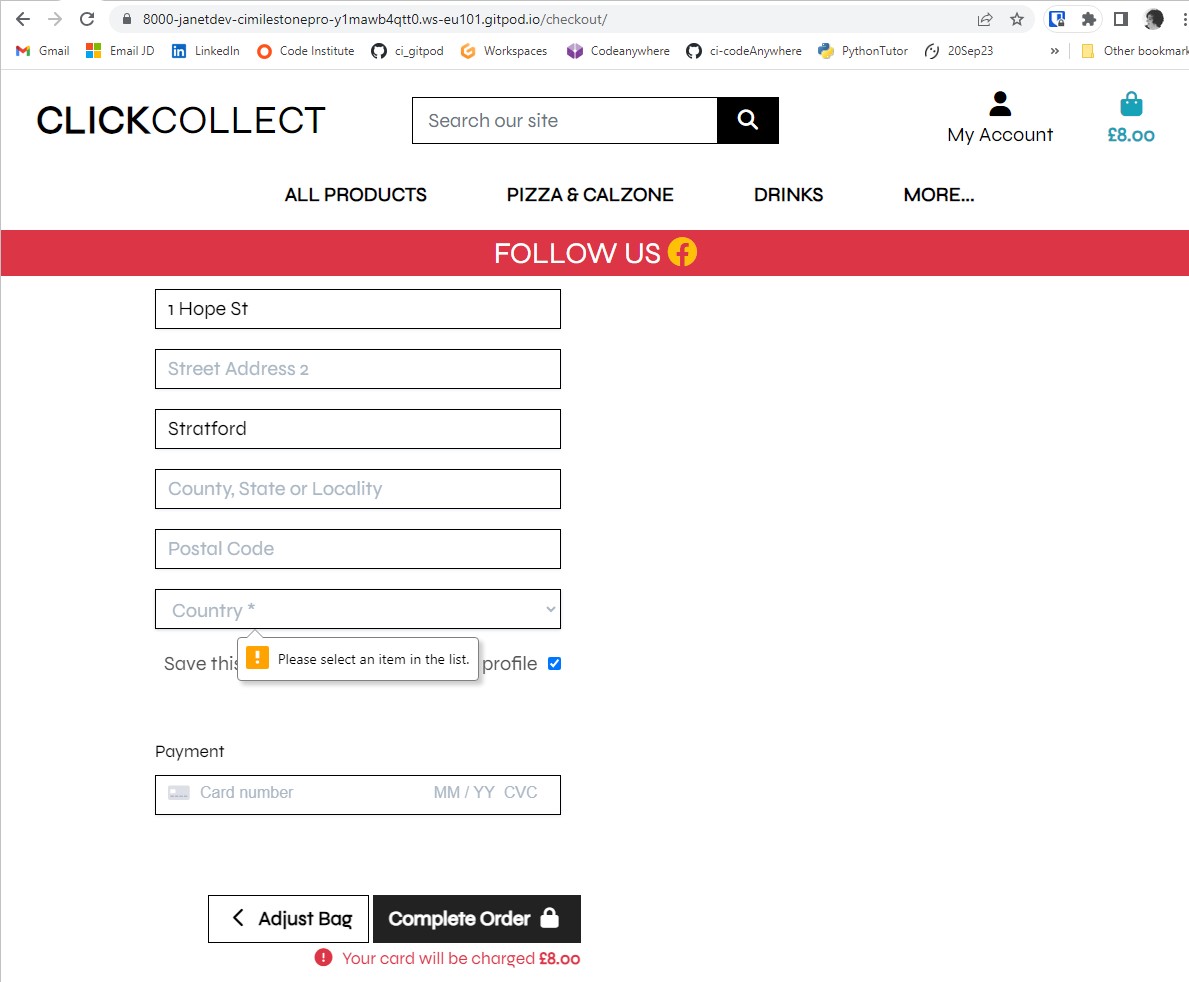 8000-janetdev-cimilestonepro-y1mawb4qtt0.ws-eu101.gitpod.io/checkout/
Gmail Email JD LinkedIn Code Institute ci_gitpod Workspaces Codeanywhere ci-codeAnywhere PythonTutor 20Sep23 » Other bookmark
CLICKCOLLECT
Search our site
My Account
£8.00
ALL PRODUCTS PIZZA & CALZONE DRINKS MORE...
FOLLOW US
1 Hope St
Street Address 2
Stratford
County, State or Locality
Postal Code
Country *
Please select an item in the list.
Save this profile
Payment
Card number MM / YY CVC
Adjust Bag Complete Order
Your card will be charged £8.00